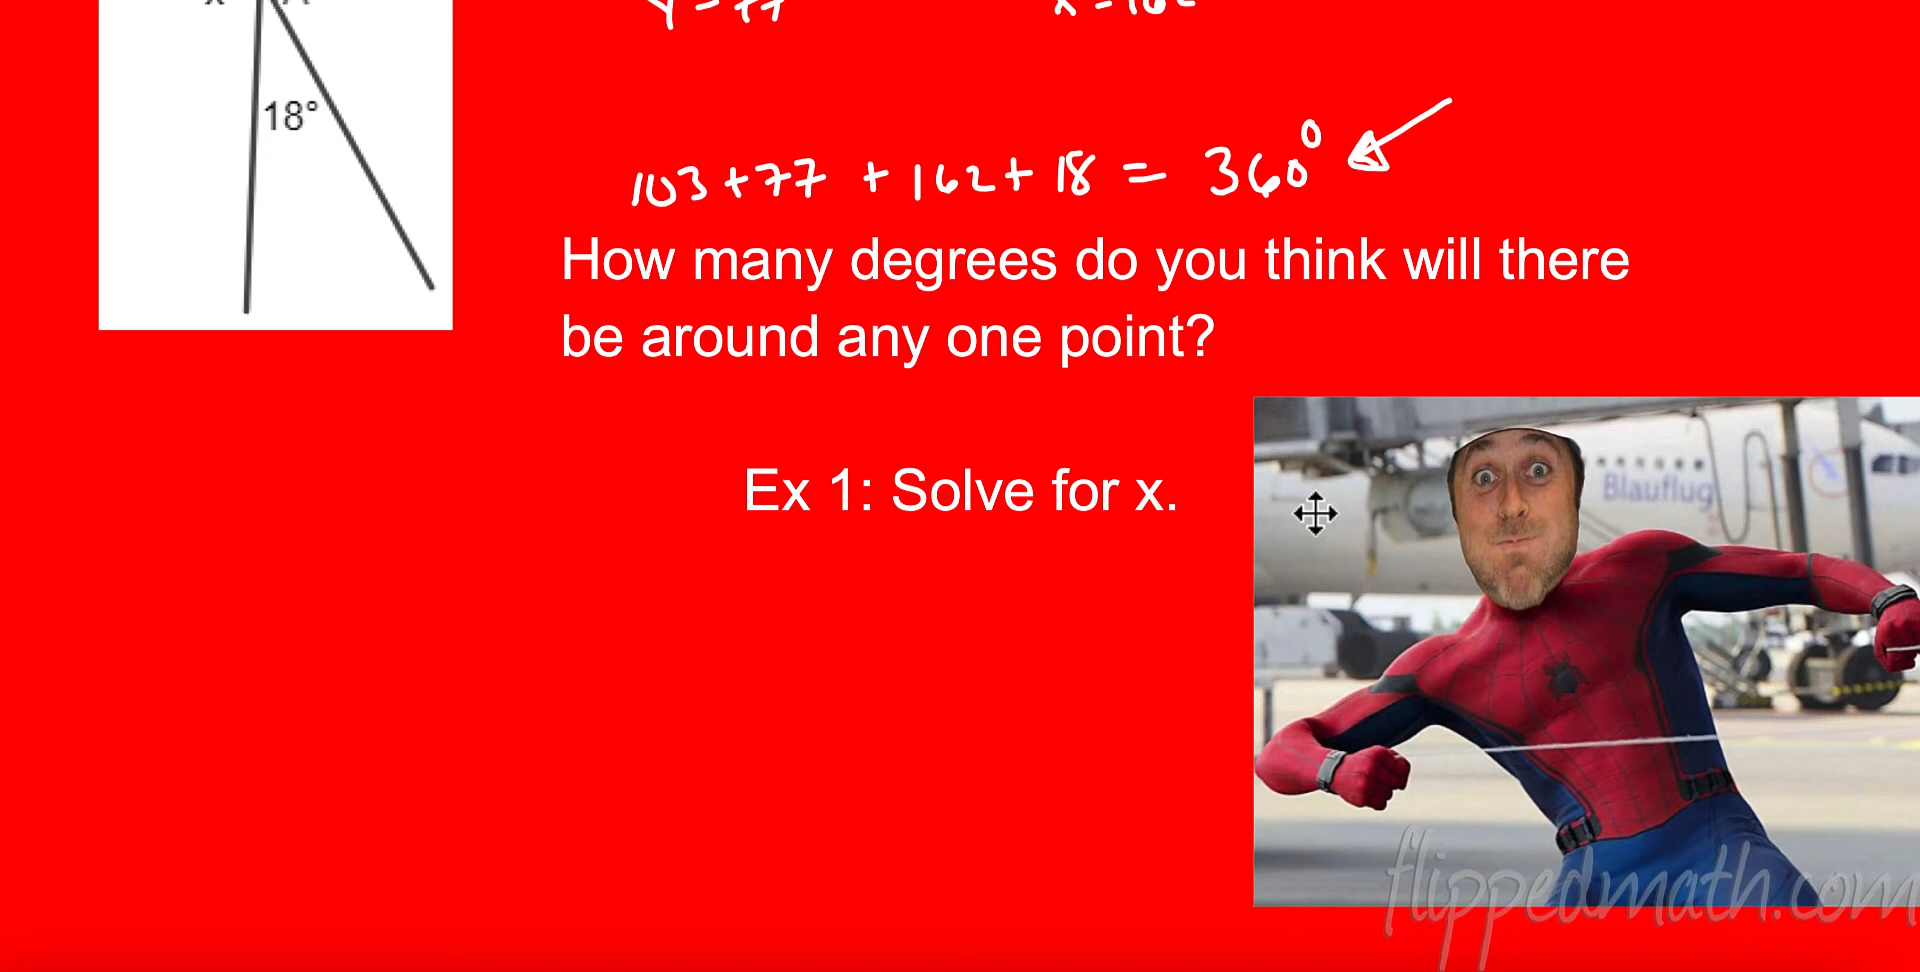 y = 77
18°
103 + 77 + 162 + 18 = 360°
How many degrees do you think will there
be around any one point?
Ex 1: Solve for x.
Blauflug
flippedmath.com